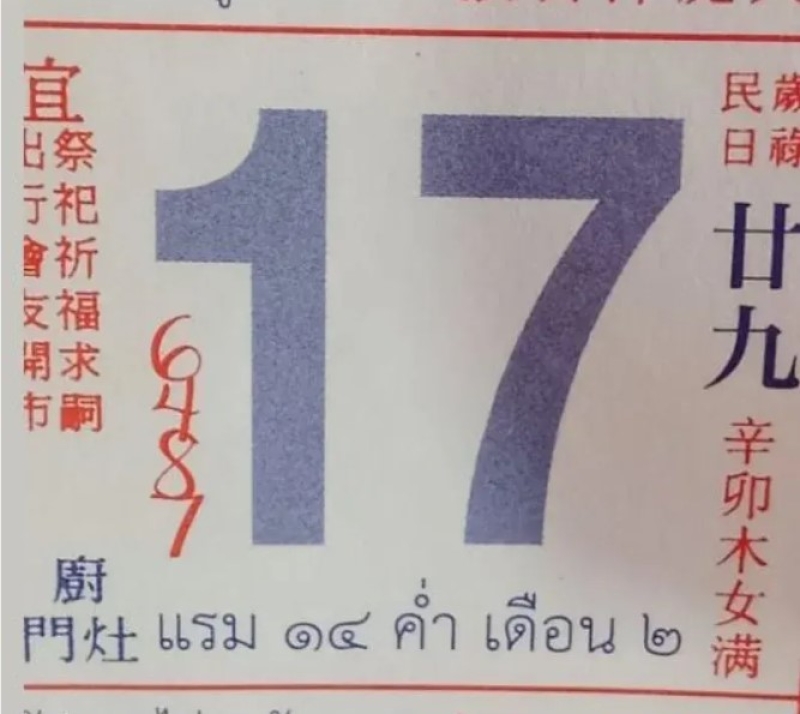 宜
祭祀祈福求嗣
出行會友開市
17
6487
民日
歲祿
廿九
辛卯木女满
廚灶
門
แรม ๑๔ ค่ำ เดือน ๒